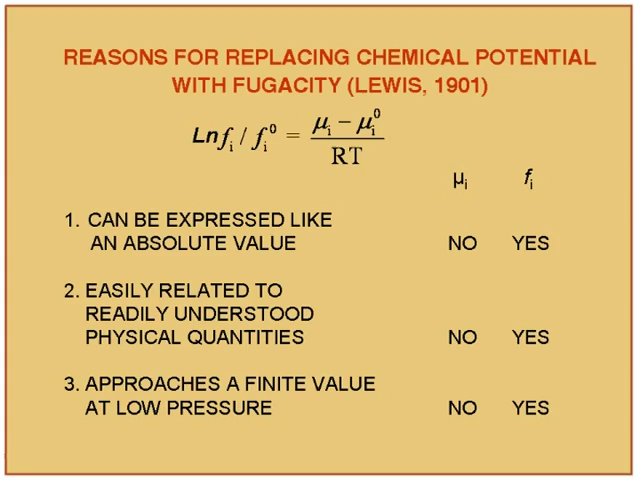 REASONS FOR REPLACING CHEMICAL POTENTIAL
WITH FUGACITY (LEWIS, 1901)
Ln fᵢ / fᵢ⁰ = (μᵢ − μᵢ⁰) / RT
μᵢ fᵢ
1. CAN BE EXPRESSED LIKE
AN ABSOLUTE VALUE NO YES
2. EASILY RELATED TO
READILY UNDERSTOOD
PHYSICAL QUANTITIES NO YES
3. APPROACHES A FINITE VALUE
AT LOW PRESSURE NO YES